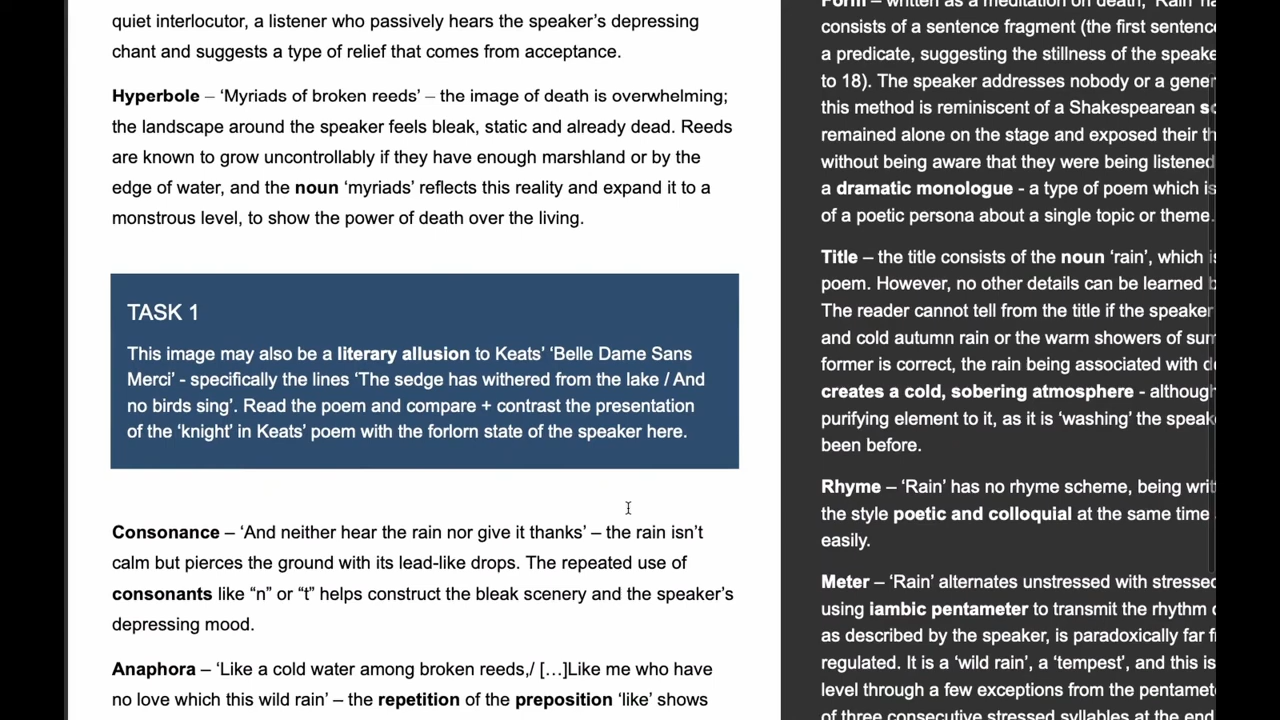 quiet interlocutor, a listener who passively hears the speaker’s depressing
chant and suggests a type of relief that comes from acceptance.
Hyperbole – ‘Myriads of broken reeds’ – the image of death is overwhelming;
the landscape around the speaker feels bleak, static and already dead. Reeds
are known to grow uncontrollably if they have enough marshland or by the
edge of water, and the noun ‘myriads’ reflects this reality and expand it to a
monstrous level, to show the power of death over the living.
TASK 1
This image may also be a literary allusion to Keats’ ‘Belle Dame Sans
Merci’ - specifically the lines ‘The sedge has withered from the lake / And
no birds sing’. Read the poem and compare + contrast the presentation
of the ‘knight’ in Keats’ poem with the forlorn state of the speaker here.
Consonance – ‘And neither hear the rain nor give it thanks’ – the rain isn’t
calm but pierces the ground with its lead-like drops. The repeated use of
consonants like “n” or “t” helps construct the bleak scenery and the speaker’s
depressing mood.
Anaphora – ‘Like a cold water among broken reeds,/ […]Like me who have
no love which this wild rain’ – the repetition of the preposition ‘like’ shows
Form – written as a meditation on death, ‘Rain’
consists of a sentence fragment (the first sentence
a predicate, suggesting the stillness of the speake
to 18). The speaker addresses nobody or a gener
this method is reminiscent of a Shakespearean so
remained alone on the stage and exposed their th
without being aware that they were being listened
a dramatic monologue - a type of poem which is
of a poetic persona about a single topic or theme.
Title – the title consists of the noun ‘rain’, which is
poem. However, no other details can be learned
The reader cannot tell from the title if the speaker
and cold autumn rain or the warm showers of sum
former is correct, the rain being associated with
creates a cold, sobering atmosphere - although
purifying element to it, as it is ‘washing’ the speak
been before.
Rhyme – ‘Rain’ has no rhyme scheme, being writ
the style poetic and colloquial at the same time
easily.
Meter – ‘Rain’ alternates unstressed with stressed
using iambic pentameter to transmit the rhythm
as described by the speaker, is paradoxically far
regulated. It is a ‘wild rain’, a ‘tempest’, and this is
level through a few exceptions from the pentamet
of three consecutive stressed syllables at the end